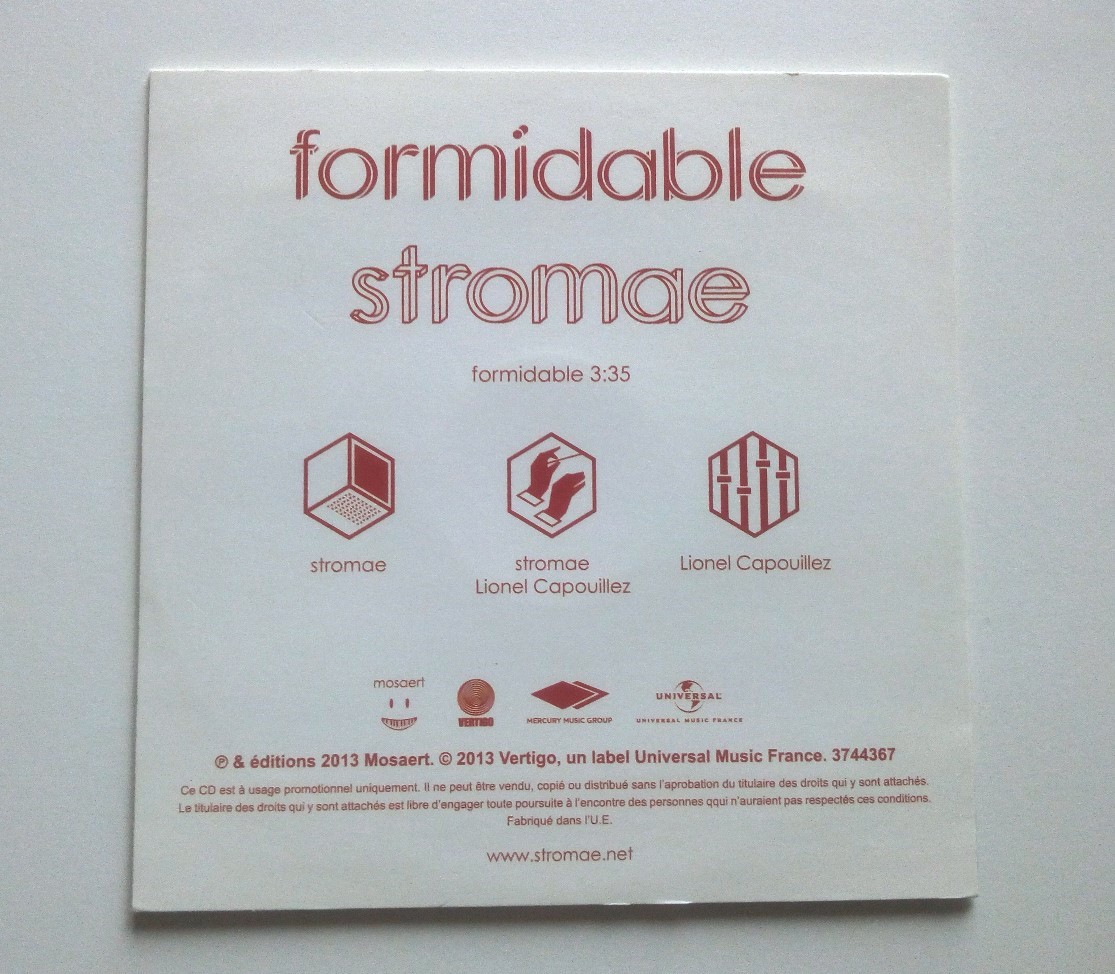 formidable
stromae
formidable 3:35
stromae
stromae
Lionel Capouillez
Lionel Capouillez
mosaert
VERTIGO
MERCURY MUSIC GROUP
UNIVERSAL
UNIVERSAL MUSIC FRANCE
℗ & éditions 2013 Mosaert. © 2013 Vertigo, un label Universal Music France. 3744367
Ce CD est à usage promotionnel uniquement. Il ne peut être vendu, copié ou distribué sans l'aprobation du titulaire des droits qui y sont attachés.
Le titulaire des droits qui y sont attachés est libre d'engager toute poursuite à l'encontre des personnes qqui n'auraient pas respectés ces conditions.
Fabriqué dans l'U.E.
www.stromae.net